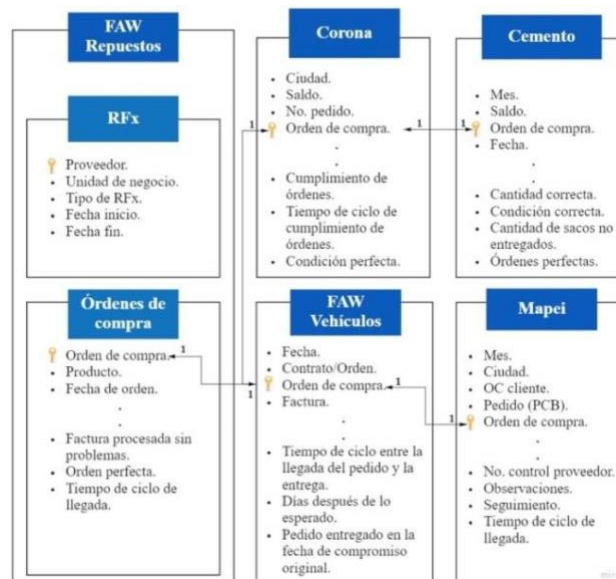 FAW
Repuestos
RFx
Proveedor.
Unidad de negocio.
Tipo de RFx.
Fecha inicio.
Fecha fin.
Órdenes de
compra
Orden de compra.
1
Producto.
Fecha de orden.
.
.
Factura procesada sin
problemas.
Orden perfecta.
Tiempo de ciclo de
llegada.
Corona
Ciudad.
Saldo.
No. pedido.
1
Orden de compra.
1
.
.
Cumplimiento de
órdenes.
Tiempo de ciclo de
cumplimiento de
órdenes.
Condición perfecta.
Cemento
Mes.
Saldo.
1
Orden de compra.
Fecha.
.
.
Cantidad correcta.
Condición correcta.
Cantidad de sacos no
entregados.
Órdenes perfectas.
FAW
Vehículos
Fecha.
Contrato/Orden.
Orden de compra.
1
1
Factura.
.
.
Tiempo de ciclo entre la
llegada del pedido y la
entrega.
Días después de lo
esperado.
Pedido entregado en la
fecha de compromiso
original.
Mapei
Mes.
Ciudad.
OC cliente.
Pedido (PCB).
1
Orden de compra.
.
.
No. control proveedor.
Observaciones.
Seguimiento.
Tiempo de ciclo de
llegada.